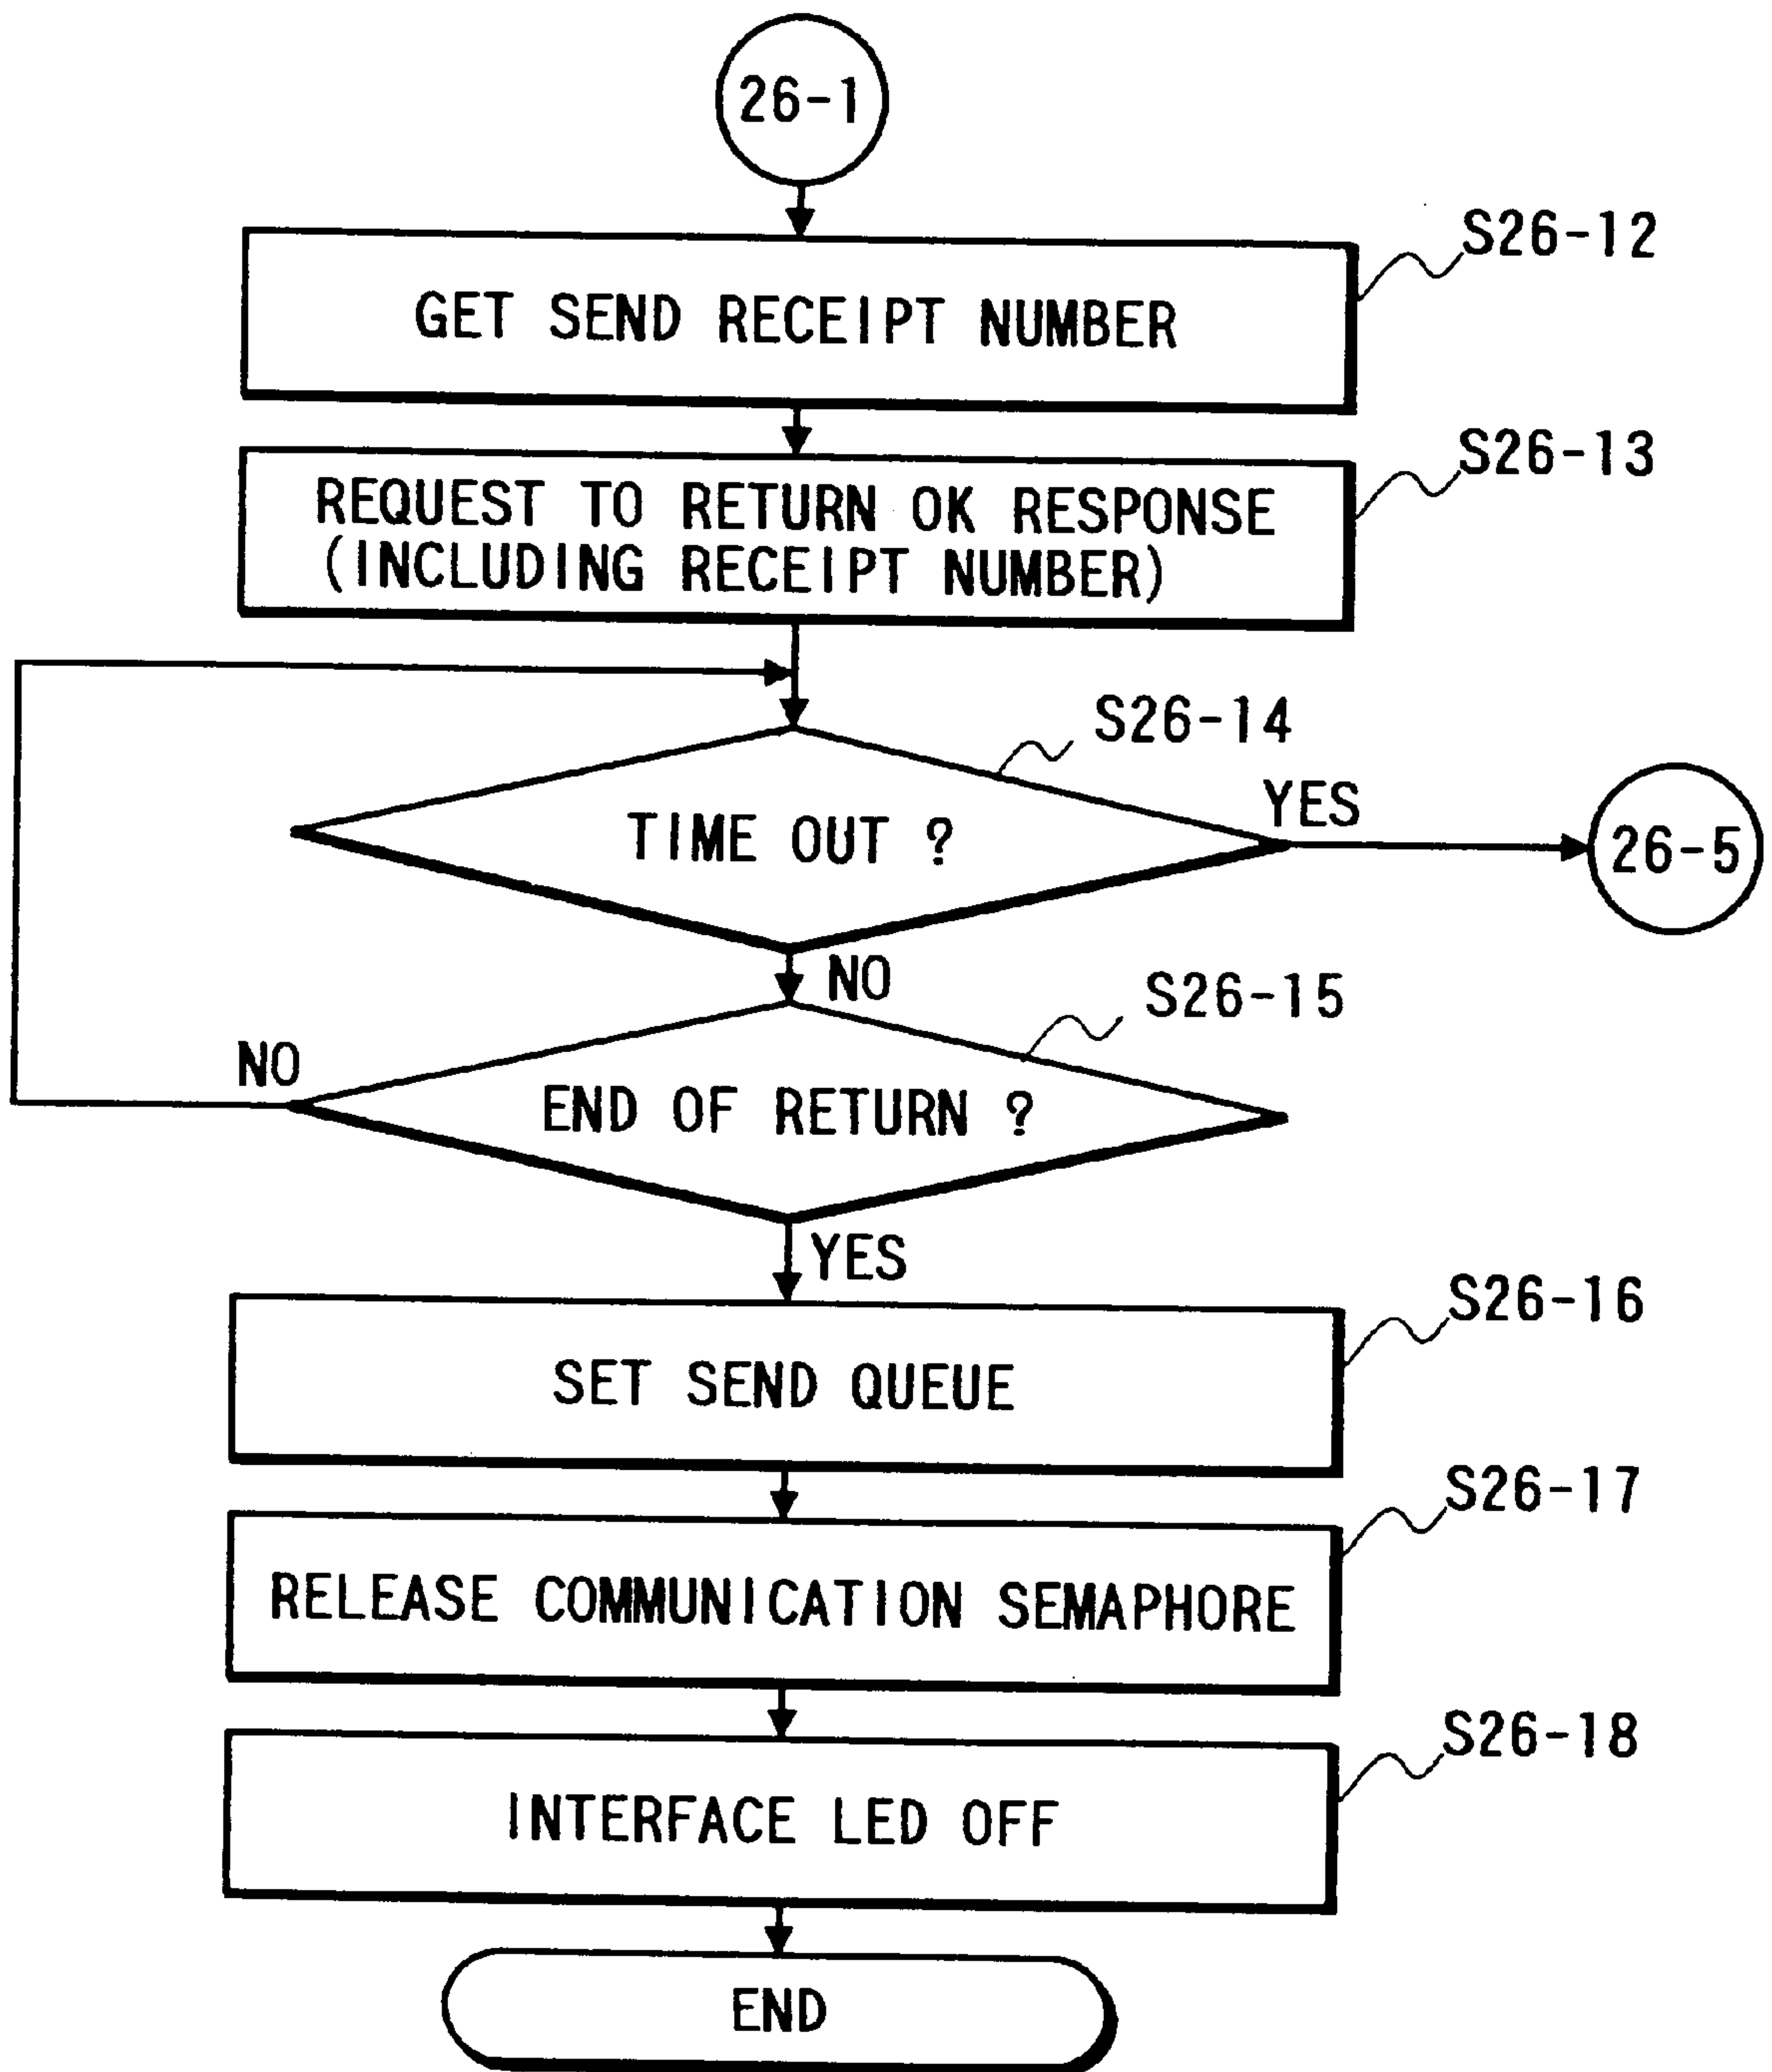 26-1
S26-12
GET SEND RECEIPT NUMBER
S26-13
REQUEST TO RETURN OK RESPONSE
(INCLUDING RECEIPT NUMBER)
S26-14
TIME OUT ?
YES
26-5
NO
S26-15
NO
END OF RETURN ?
YES
S26-16
SET SEND QUEUE
S26-17
RELEASE COMMUNICATION SEMAPHORE
S26-18
INTERFACE LED OFF
END